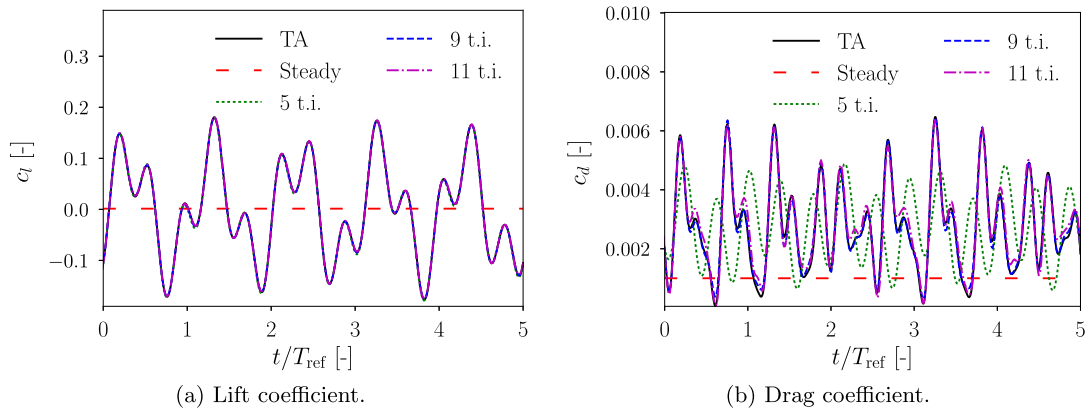 0.3
0.2
0.1
0.0
−0.1
c_l [-]
TA
Steady
5 t.i.
9 t.i.
11 t.i.
0 1 2 3 4 5
t/T_ref [-]
(a) Lift coefficient.
0.010
0.008
0.006
0.004
0.002
c_d [-]
TA
Steady
5 t.i.
9 t.i.
11 t.i.
0 1 2 3 4 5
t/T_ref [-]
(b) Drag coefficient.